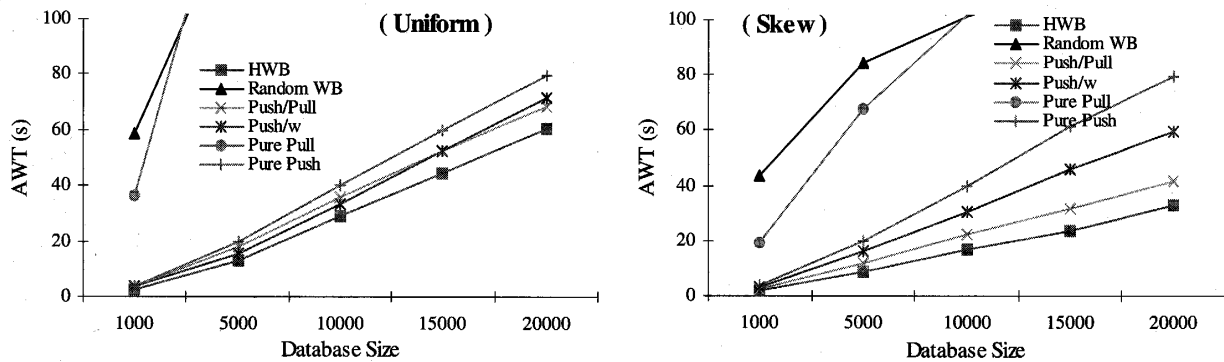 ( Uniform )
AWT (s)
100
80
60
40
20
0
HWB
Random WB
Push/Pull
Push/w
Pure Pull
Pure Push
1000
5000
10000
15000
20000
Database Size
( Skew )
AWT (s)
100
80
60
40
20
0
HWB
Random WB
Push/Pull
Push/w
Pure Pull
Pure Push
1000
5000
10000
15000
20000
Database Size